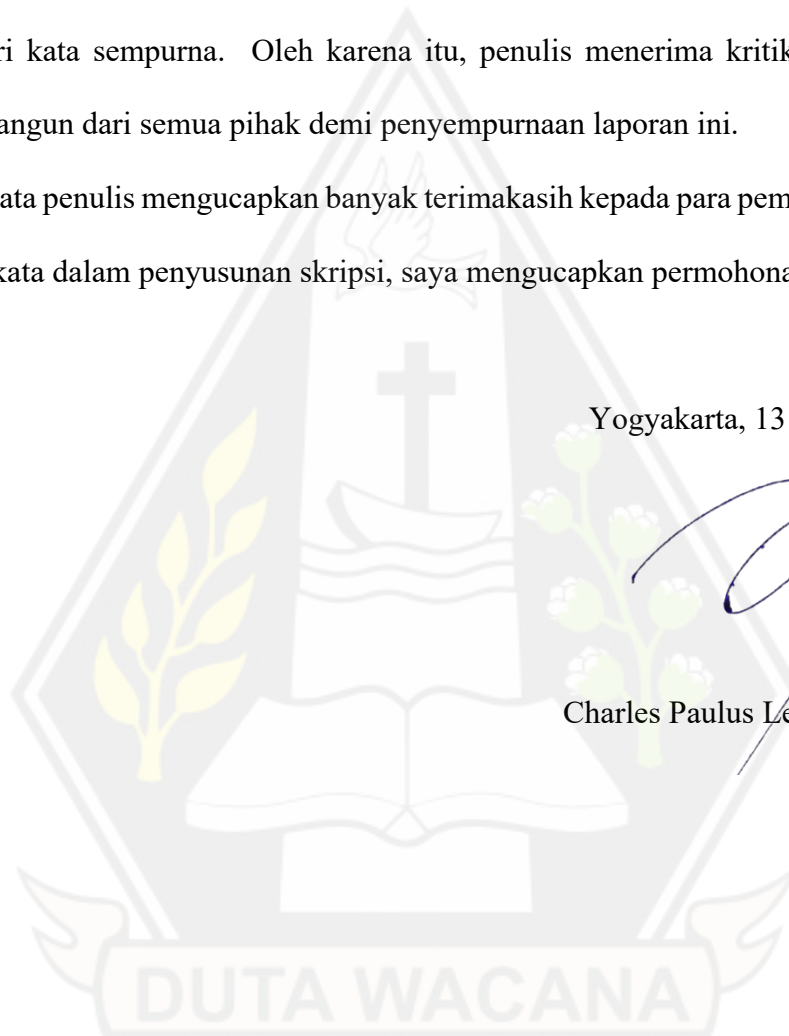 ri kata sempurna. Oleh karena itu, penulis menerima kritik
angun dari semua pihak demi penyempurnaan laporan ini.
ata penulis mengucapkan banyak terimakasih kepada para pem
kata dalam penyusunan skripsi, saya mengucapkan permohona
Yogyakarta, 13
Charles Paulus Le
DUTA WACANA